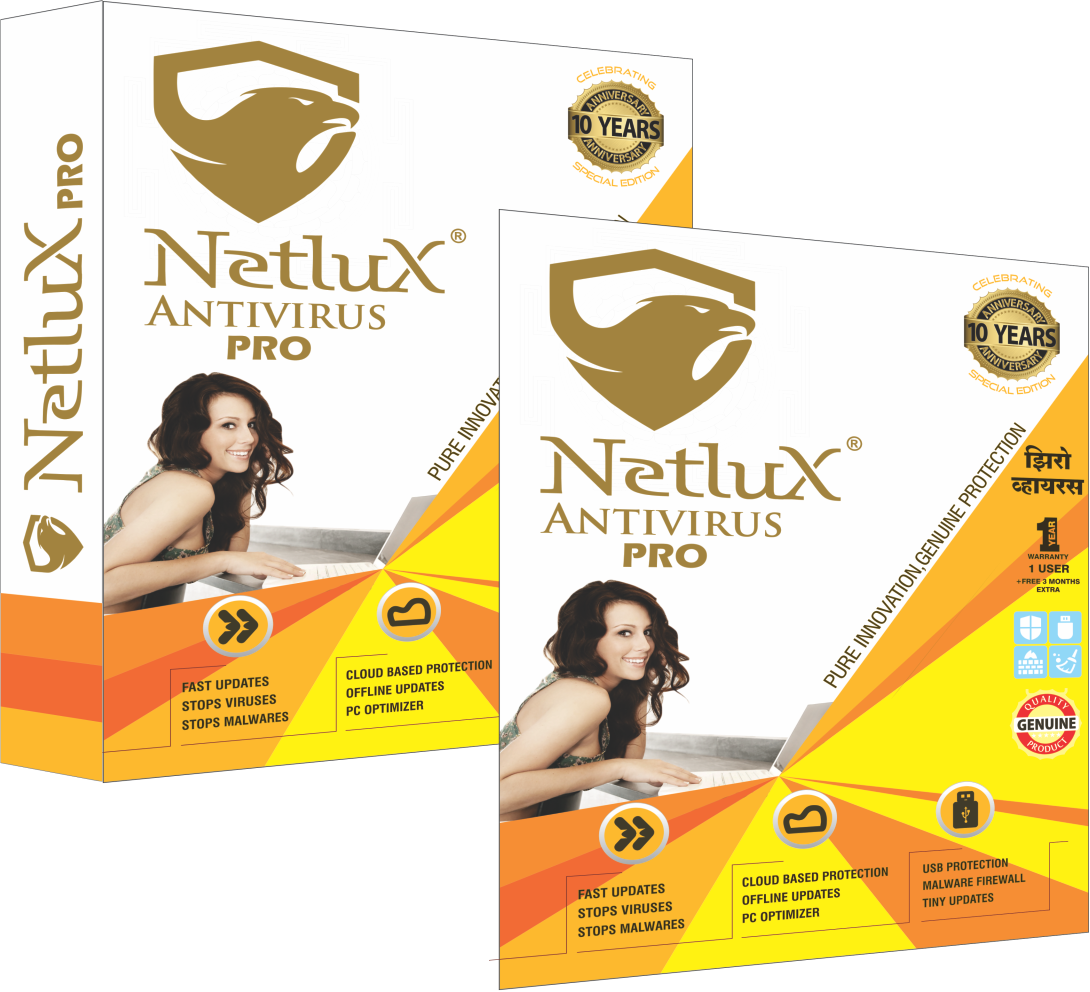 NetluX PRO
NetluX®
ANTIVIRUS
PRO
CELEBRATING
ANNIVERSARY
10 YEARS
ANNIVERSARY
SPECIAL EDITION
PURE INNOVAT
FAST UPDATES
STOPS VIRUSES
STOPS MALWARES
CLOUD BASED PROTECTION
OFFLINE UPDATES
PC OPTIMIZER
NetluX®
ANTIVIRUS
PRO
CELEBRATING
ANNIVERSARY
10 YEARS
ANNIVERSARY
SPECIAL EDITION
PURE INNOVATION,GENUINE PROTECTION
झिरो
व्हायरस
1 YEAR
WARRANTY
1 USER
+FREE 3 MONTHS
EXTRA
QUALITY
GENUINE
PRODUCT
FAST UPDATES
STOPS VIRUSES
STOPS MALWARES
CLOUD BASED PROTECTION
OFFLINE UPDATES
PC OPTIMIZER
USB PROTECTION
MALWARE FIREWALL
TINY UPDATES